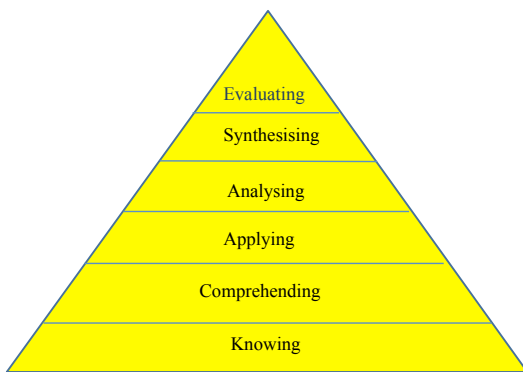 Evaluating
Synthesising
Analysing
Applying
Comprehending
Knowing